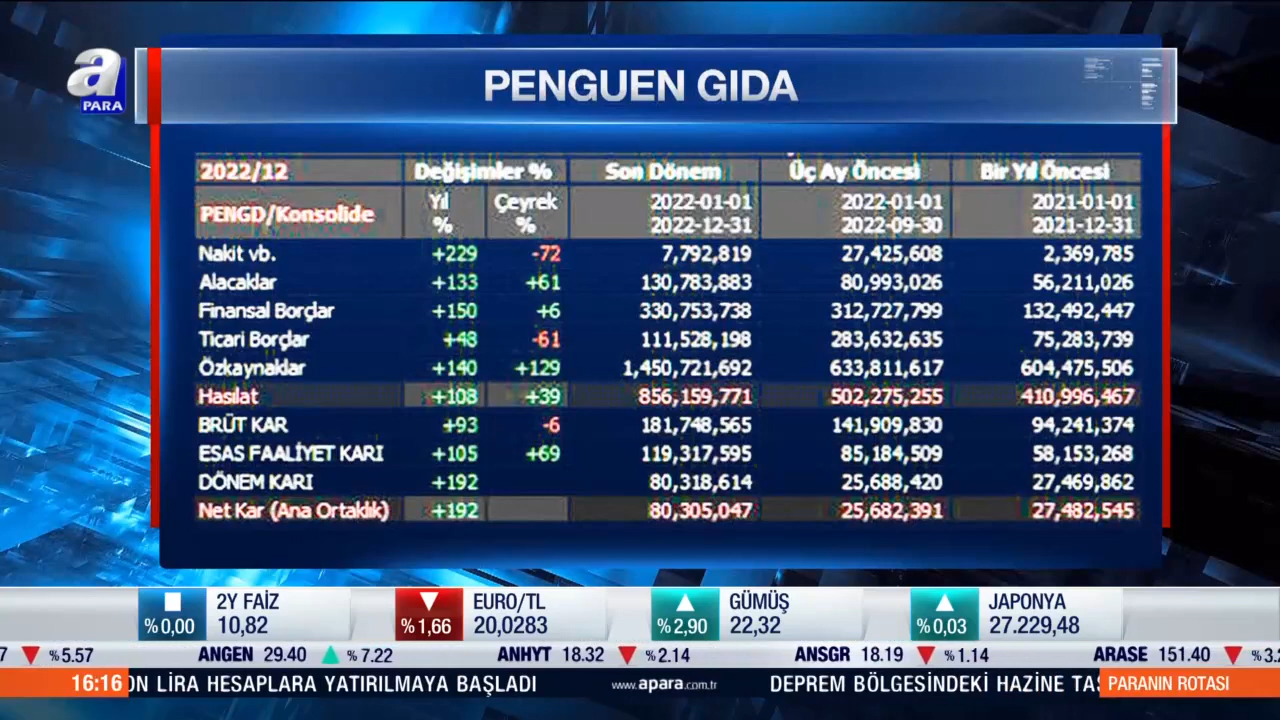 a
PARA
PENGUEN GIDA
2022/12 Değişimler % Son Dönem Üç Ay Öncesi Bir Yıl Öncesi
PENGD/Konsolide Yıl % Çeyrek % 2022-01-01 2022-12-31 2022-01-01 2022-09-30 2021-01-01 2021-12-31
Nakit vb. +229 -72 7,792,819 27,425,608 2,369,785
Alacaklar +133 +61 130,783,883 80,993,026 56,211,026
Finansal Borçlar +150 +6 330,753,738 312,727,799 132,492,447
Ticari Borçlar +48 -61 111,528,198 283,632,635 75,283,739
Özkaynaklar +140 +129 1,450,721,692 633,811,617 604,475,506
Hasılat +108 +39 856,159,771 502,275,255 410,996,467
BRÜT KAR +93 -6 181,748,565 141,909,830 94,241,374
ESAS FAALİYET KARI +105 +69 119,317,595 85,184,509 58,153,268
DÖNEM KARI +192 80,318,614 25,688,420 27,469,862
Net Kar (Ana Ortaklık) +192 80,305,047 25,682,391 27,482,545
%0,00 2Y FAİZ 10,82 %1,66 EURO/TL 20,0283 %2,90 GÜMÜŞ 22,32 %0,03 JAPONYA 27.229,48
7 %5.57 ANGEN 29.40 %7.22 ANHYT 18.32 %2.14 ANSGR 18.19 %1.14 ARASE 151.40 %3.2
16:16 ON LİRA HESAPLARA YATIRILMAYA BAŞLADI www.apara.com.tr DEPREM BÖLGESİNDEKİ HAZİNE TAŞ PARANIN ROTASI